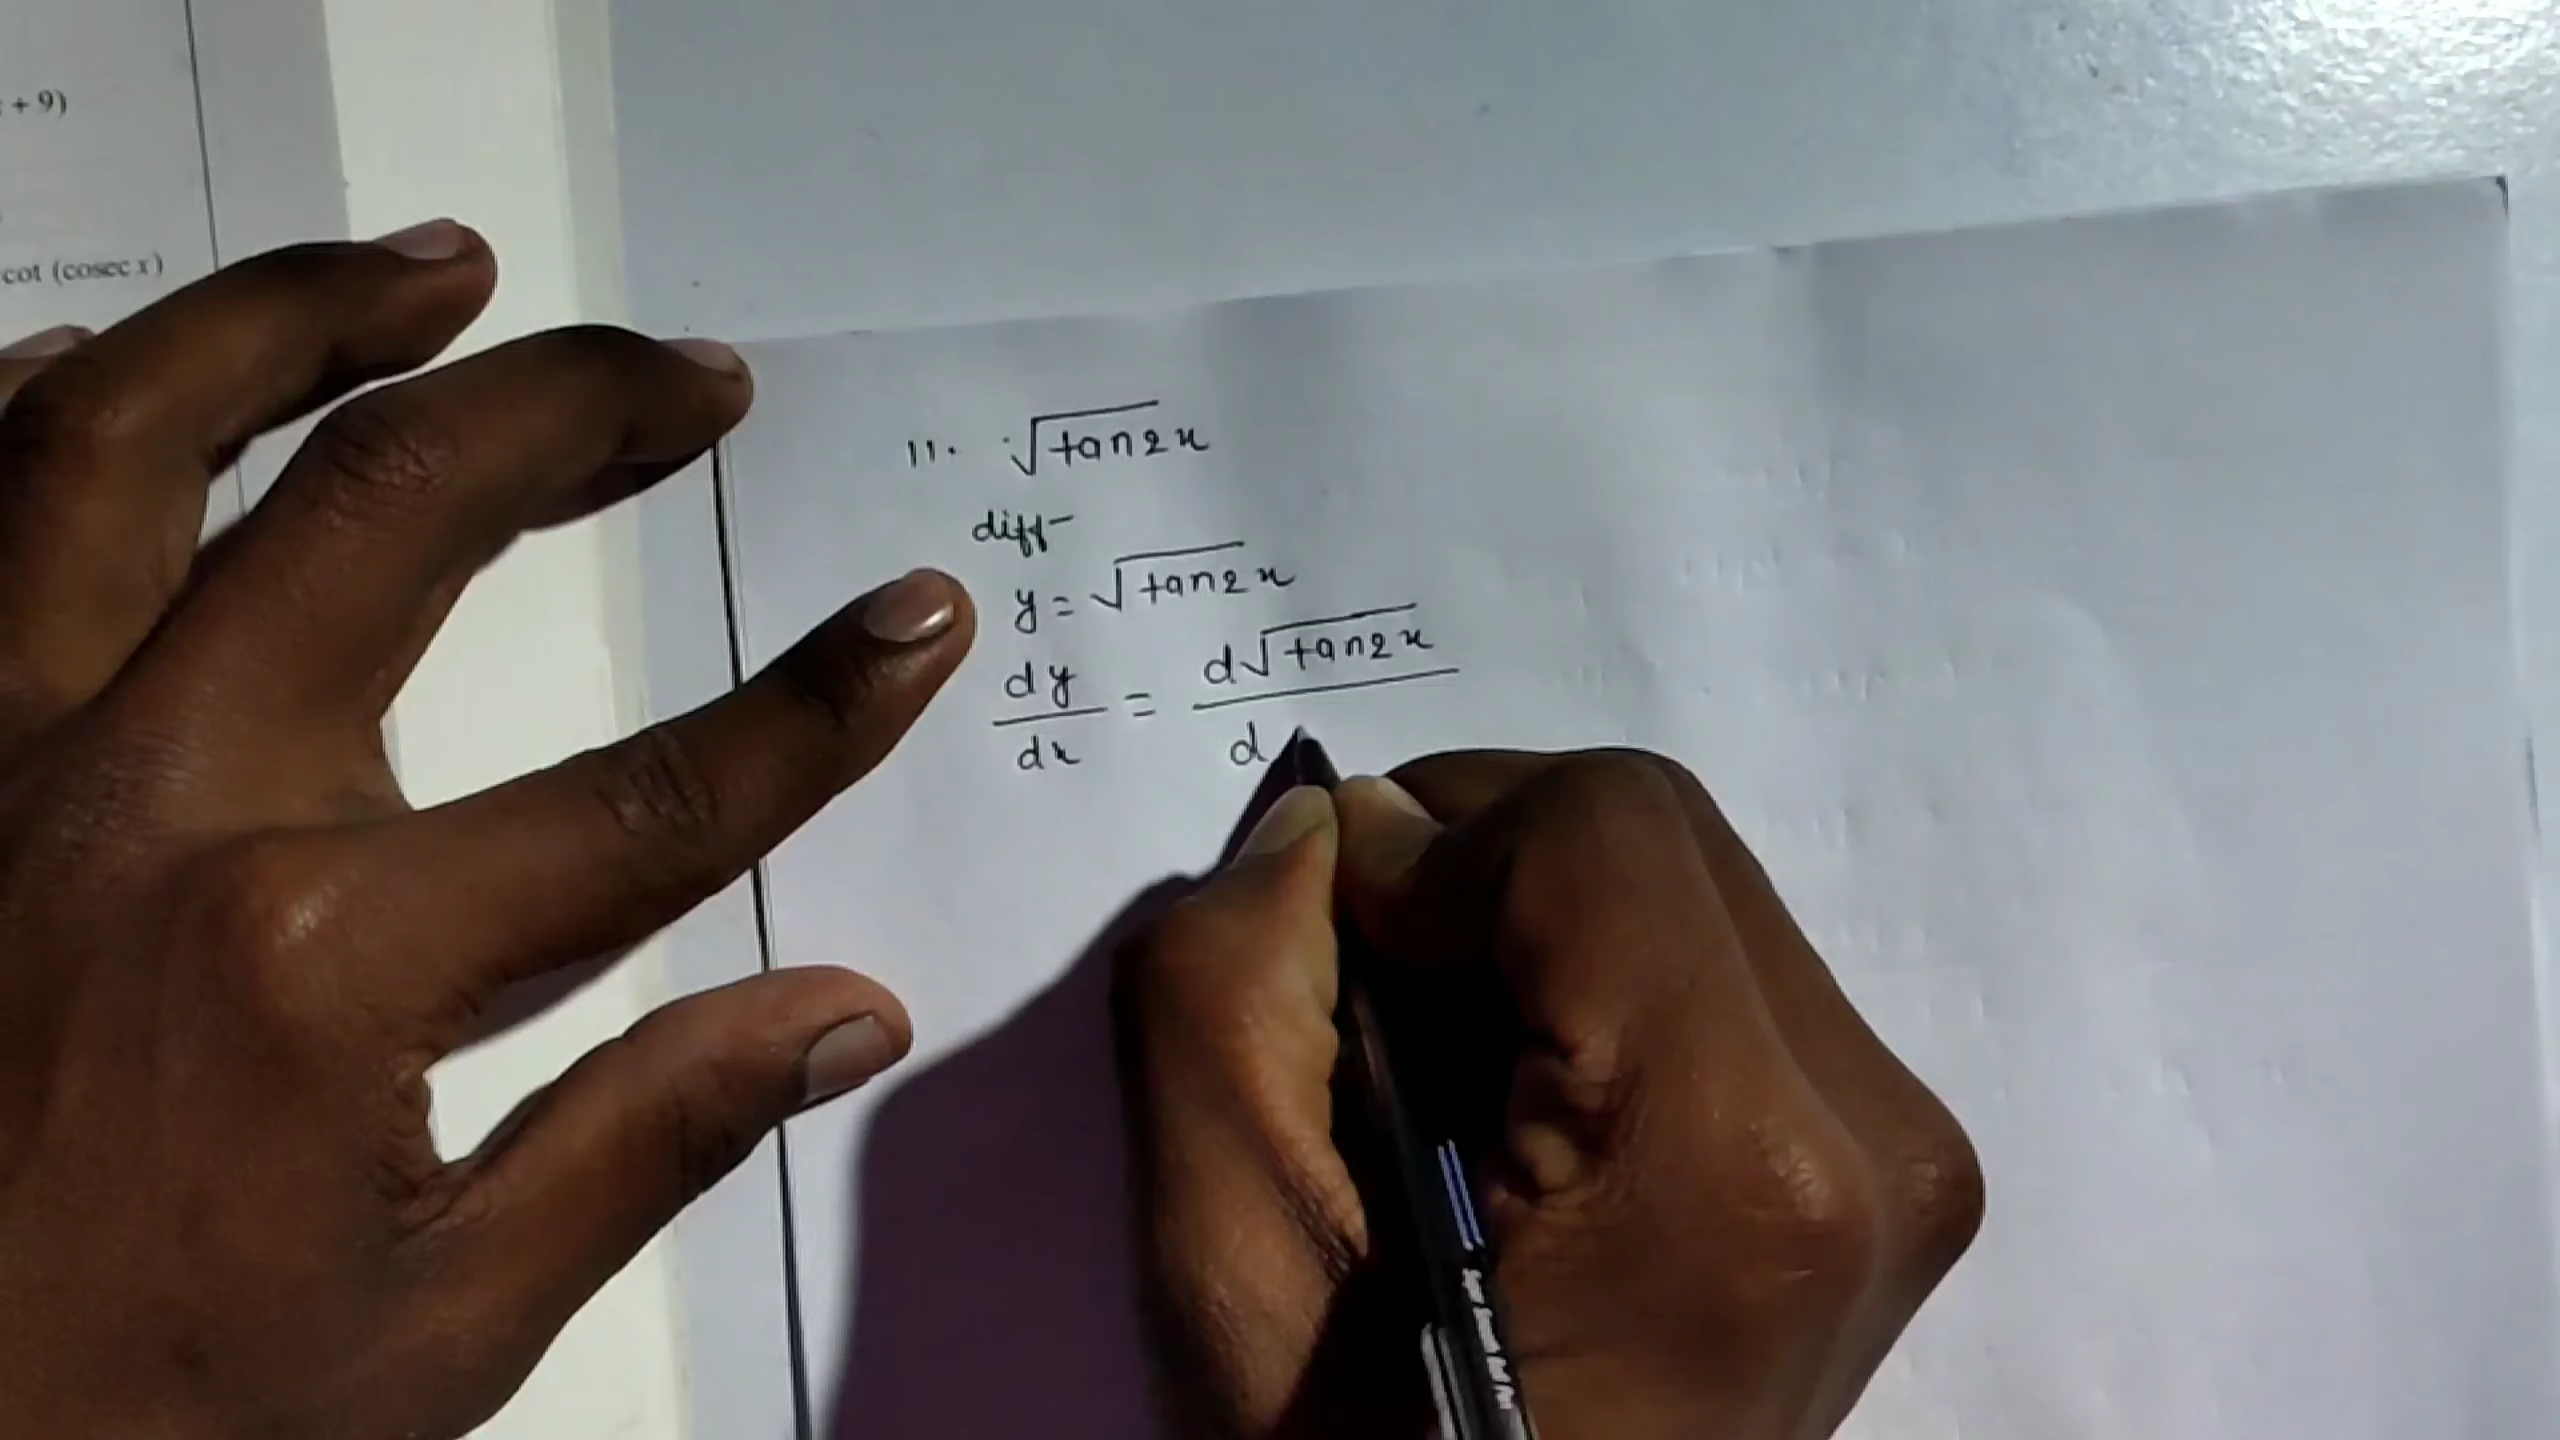 + 9)
cot (cosec x)
11. √tan2x
diff-
y = √tan2x
dy/dx = d√tan2x/d